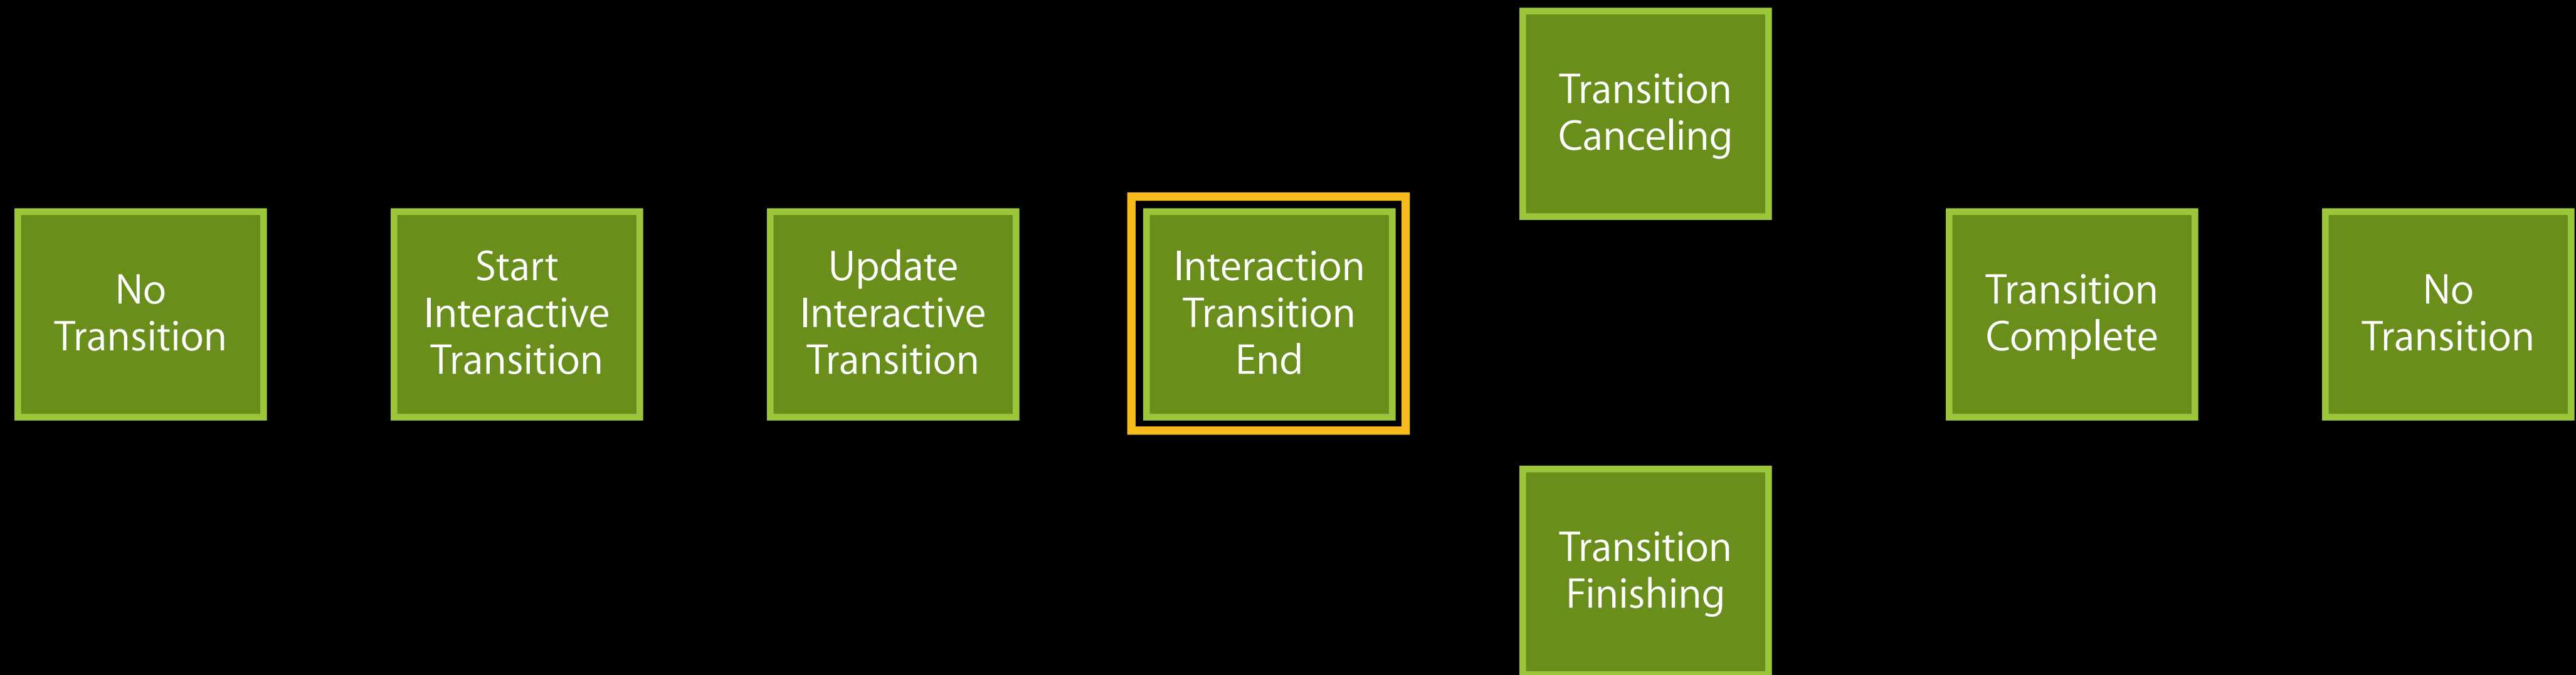 No
Transition
Start
Interactive
Transition
Update
Interactive
Transition
Interaction
Transition
End
Transition
Canceling
Transition
Finishing
Transition
Complete
No
Transition